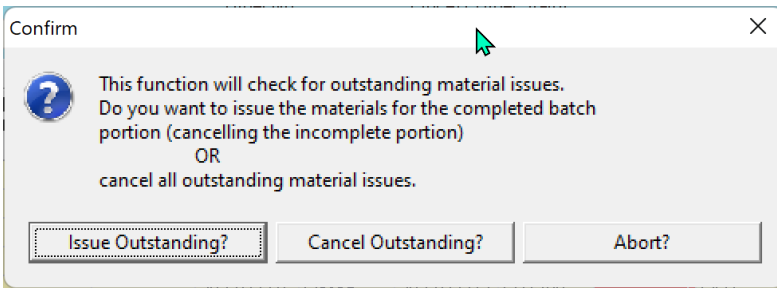 Confirm
This function will check for outstanding material issues.
Do you want to issue the materials for the completed batch
portion (cancelling the incomplete portion)
OR
cancel all outstanding material issues.
Issue Outstanding? Cancel Outstanding? Abort?